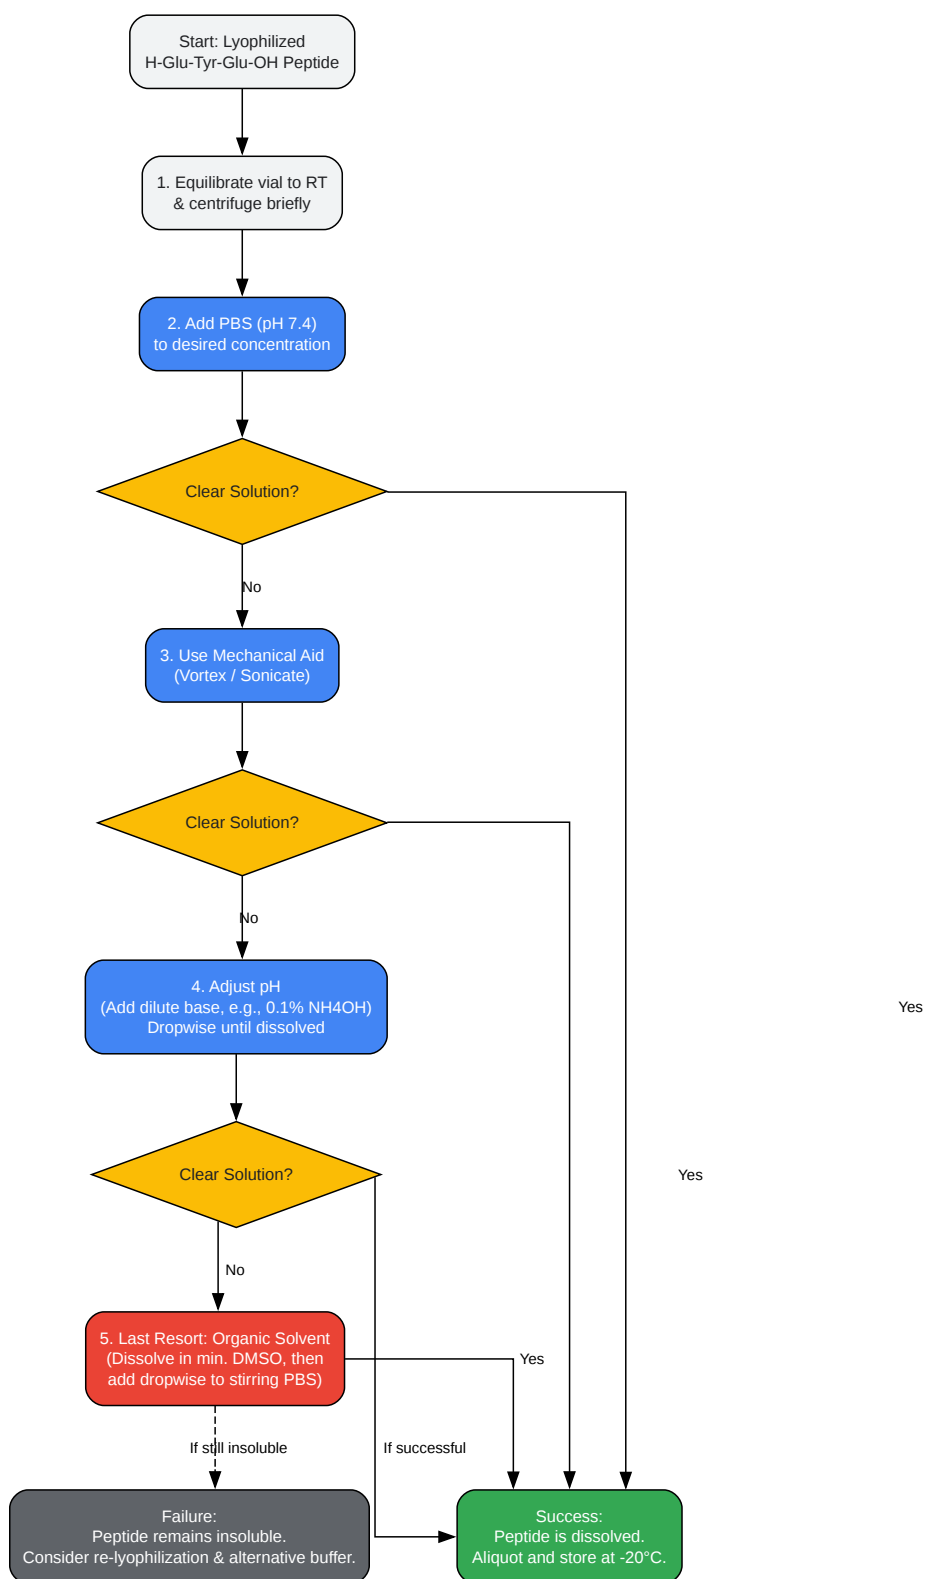 Start: Lyophilized
H-Glu-Tyr-Glu-OH Peptide
1. Equilibrate vial to RT
& centrifuge briefly
2. Add PBS (pH 7.4)
to desired concentration
Clear Solution?
No
3. Use Mechanical Aid
(Vortex / Sonicate)
Clear Solution?
No
4. Adjust pH
(Add dilute base, e.g., 0.1% NH4OH)
Dropwise until dissolved
Yes
Clear Solution?
Yes
No
5. Last Resort: Organic Solvent
(Dissolve in min. DMSO, then
add dropwise to stirring PBS)
Yes
If still insoluble
If successful
Failure:
Peptide remains insoluble.
Consider re-lyophilization & alternative buffer.
Success:
Peptide is dissolved.
Aliquot and store at -20°C.